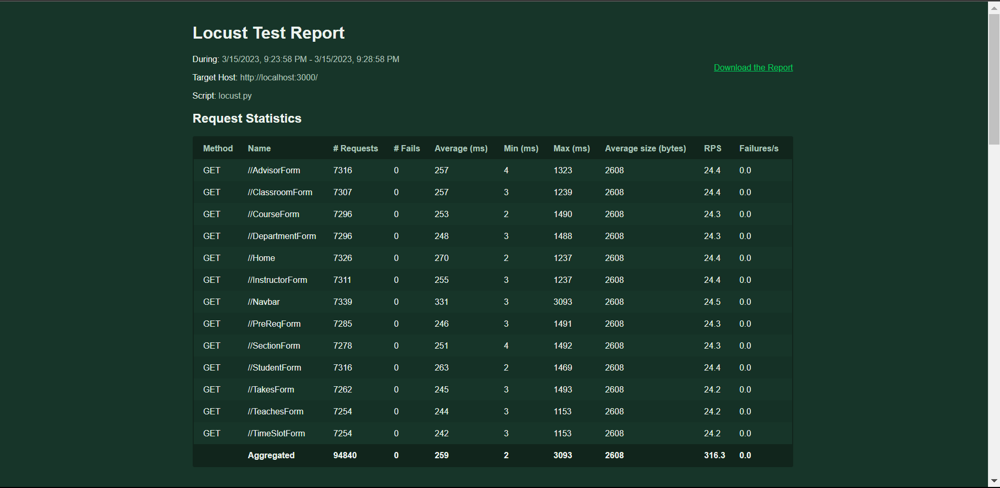 Locust Test Report
During: 3/15/2023, 9:23:58 PM - 3/15/2023, 9:28:58 PM
Download the Report
Target Host: http://localhost:3000/
Script: locust.py
Request Statistics
Method Name # Requests # Fails Average (ms) Min (ms) Max (ms) Average size (bytes) RPS Failures/s
GET //AdvisorForm 7316 0 257 4 1323 2608 24.4 0.0
GET //ClassroomForm 7307 0 257 3 1239 2608 24.4 0.0
GET //CourseForm 7296 0 253 2 1490 2608 24.3 0.0
GET //DepartmentForm 7296 0 248 3 1488 2608 24.3 0.0
GET //Home 7326 0 270 2 1237 2608 24.4 0.0
GET //InstructorForm 7311 0 255 3 1237 2608 24.4 0.0
GET //Navbar 7339 0 331 3 3093 2608 24.5 0.0
GET //PreReqForm 7285 0 246 3 1491 2608 24.3 0.0
GET //SectionForm 7278 0 251 4 1492 2608 24.3 0.0
GET //StudentForm 7316 0 263 2 1469 2608 24.4 0.0
GET //TakesForm 7262 0 245 3 1493 2608 24.2 0.0
GET //TeachesForm 7254 0 244 3 1153 2608 24.2 0.0
GET //TimeSlotForm 7254 0 242 3 1153 2608 24.2 0.0
Aggregated 94840 0 259 2 3093 2608 316.3 0.0